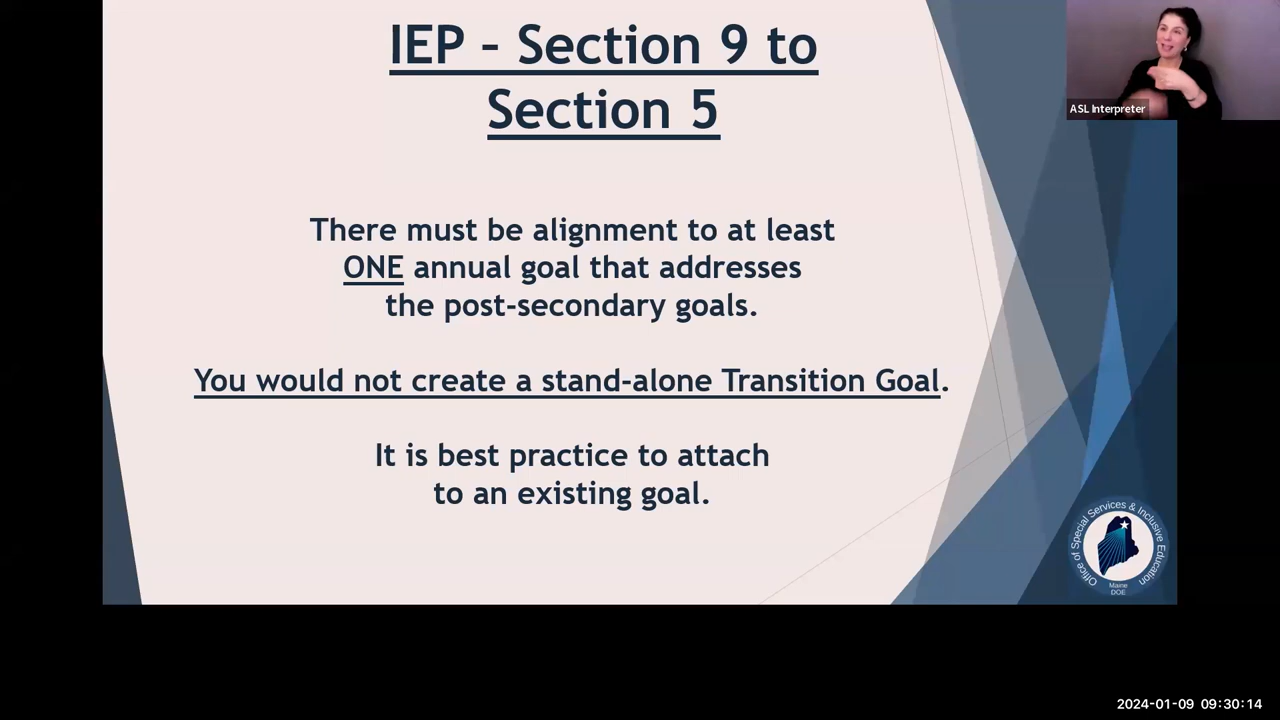 IEP – Section 9 to
Section 5
ASL Interpreter
There must be alignment to at least
ONE annual goal that addresses
the post-secondary goals.
You would not create a stand-alone Transition Goal.
It is best practice to attach
to an existing goal.
Office of Special Services & Inclusive Education
Maine
DOE
2024-01-09 09:30:14